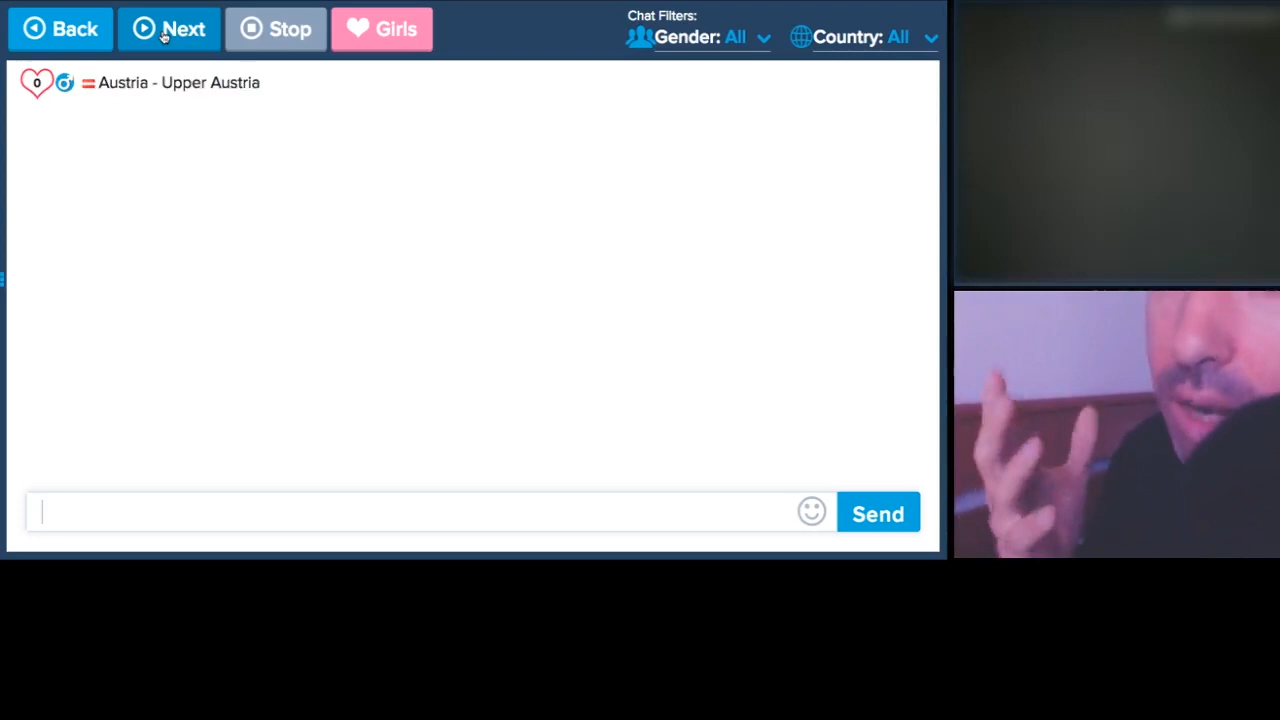 Back
Next
Stop
Girls
Chat Filters:
Gender: All
Country: All
0
Austria - Upper Austria
Send